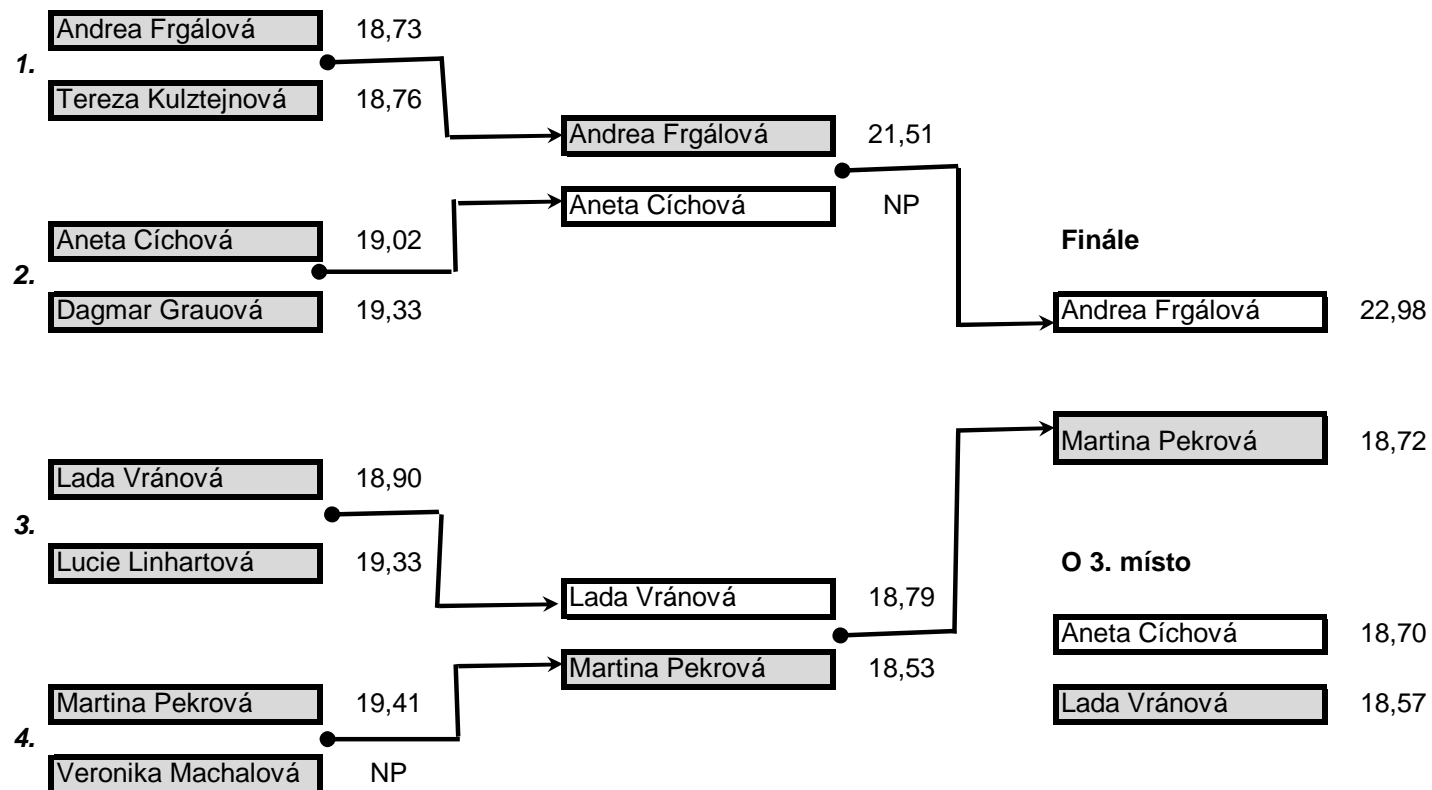 Andrea Frgálová 18,73
1.
Tereza Kulztejnová 18,76
Andrea Frgálová 21,51
Aneta Cíchová NP
Aneta Cíchová 19,02
2.
Dagmar Grauová 19,33
Finále
Andrea Frgálová 22,98
Martina Pekrová 18,72
Lada Vránová 18,90
3.
Lucie Linhartová 19,33
O 3. místo
Lada Vránová 18,79
Aneta Cíchová 18,70
Martina Pekrová 18,53
Martina Pekrová 19,41
Lada Vránová 18,57
4.
Veronika Machalová NP